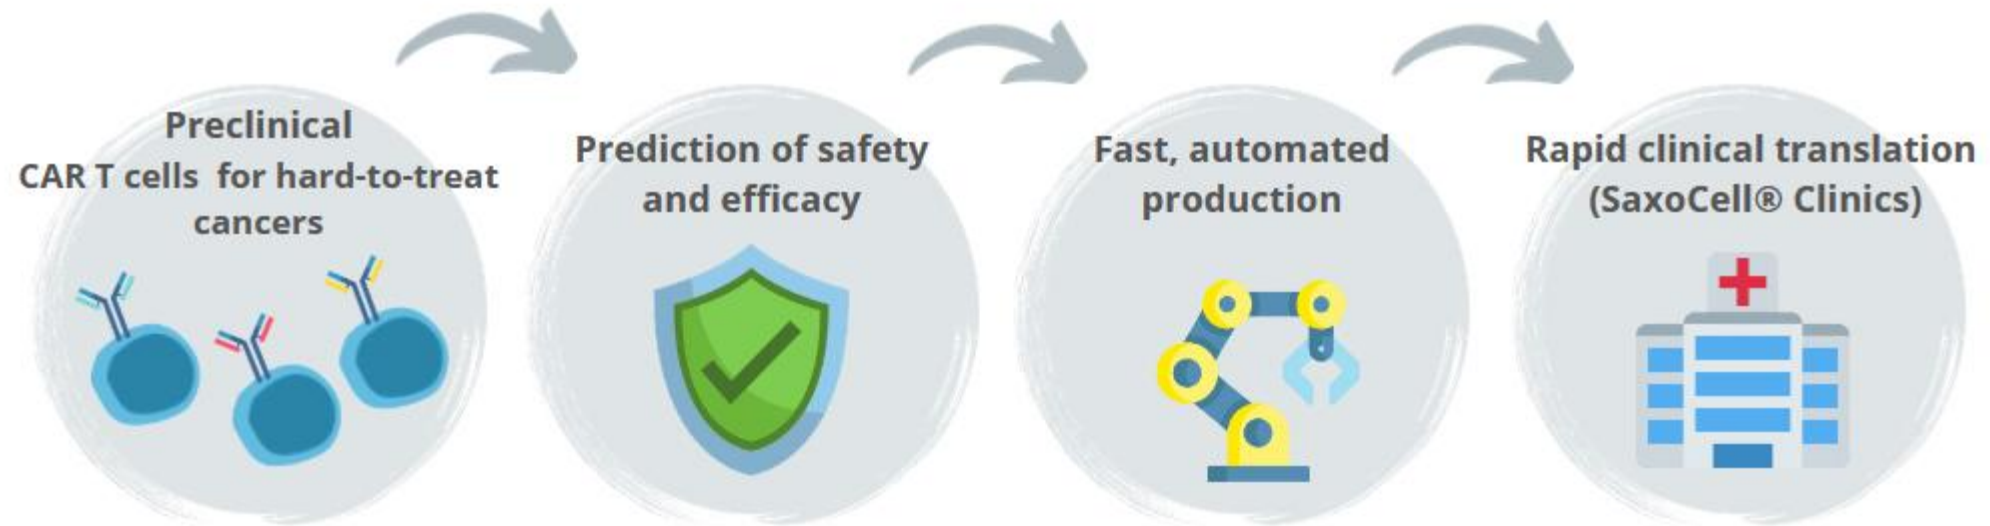 Preclinical
CAR T cells for hard-to-treat
cancers
Prediction of safety
and efficacy
Fast, automated
production
Rapid clinical translation
(SaxoCell® Clinics)